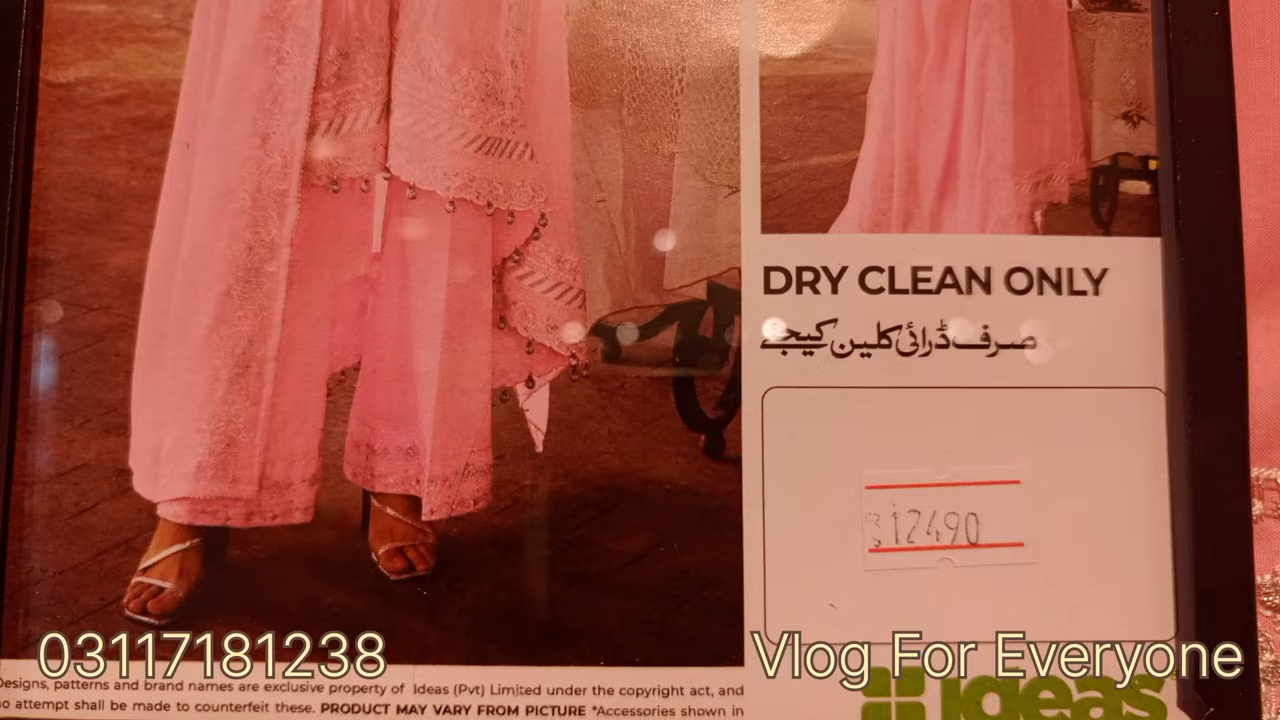 DRY CLEAN ONLY
صرف ڈرائی کلین کیجئے
12490
03117181238
Vlog For Everyone
Designs, patterns and brand names are exclusive property of Ideas (Pvt) Limited under the copyright act, and
no attempt shall be made to counterfeit these. PRODUCT MAY VARY FROM PICTURE *Accessories shown in
ideas